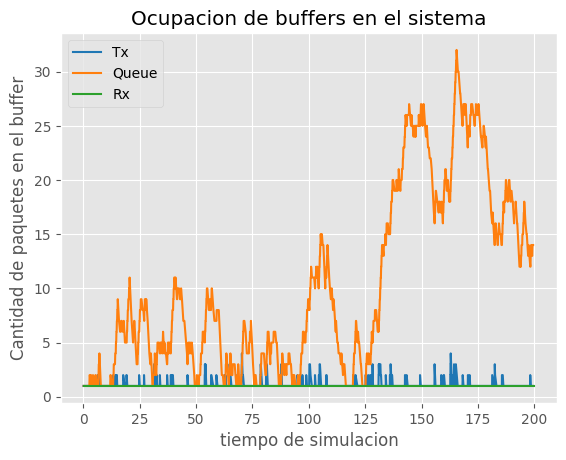 Ocupacion de buffers en el sistema
Tx
Queue
Rx
Cantidad de paquetes en el buffer
30
25
20
15
10
5
0
0 25 50 75 100 125 150 175 200
tiempo de simulacion